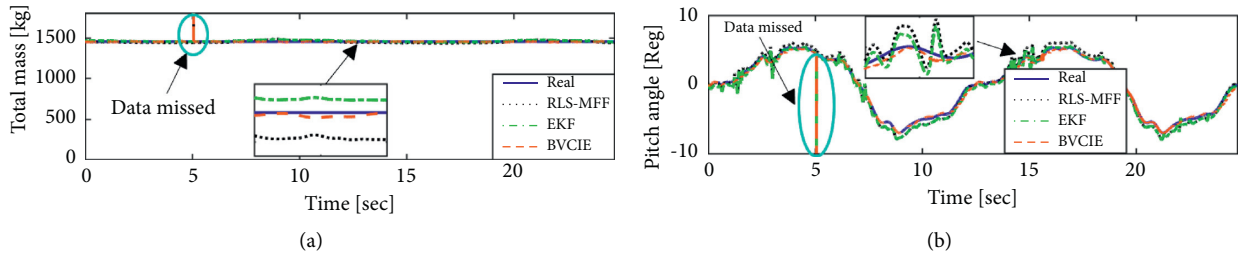 Total mass [kg]
1500
1000
500
0
Data missed
Real
RLS-MFF
EKF
BVCIE
0
5
10
15
20
Time [sec]
(a)
Pitch angle [Reg]
10
0
-10
Data missed
Real
RLS-MFF
EKF
BVCIE
0
5
10
15
20
Time [sec]
(b)